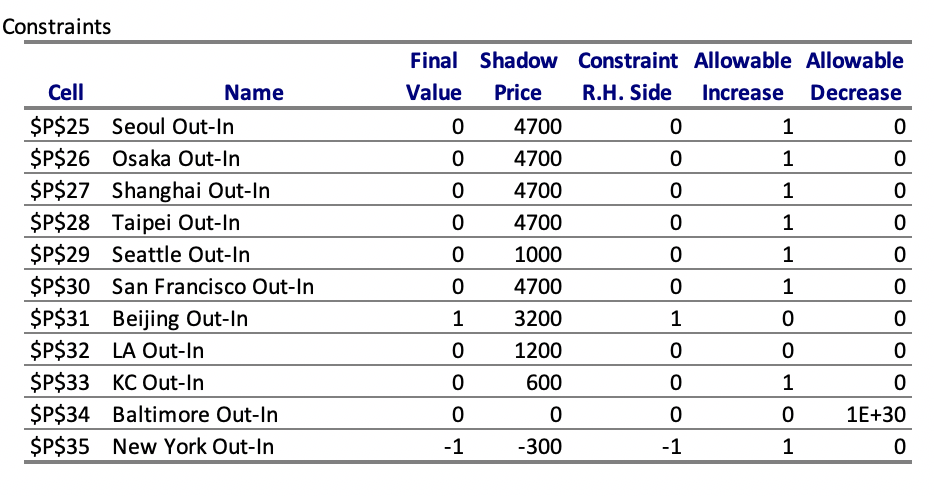 Constraints
Final Shadow Constraint Allowable Allowable
Cell Name Value Price R.H. Side Increase Decrease
$P$25 Seoul Out-In 0 4700 0 1 0
$P$26 Osaka Out-In 0 4700 0 1 0
$P$27 Shanghai Out-In 0 4700 0 1 0
$P$28 Taipei Out-In 0 4700 0 1 0
$P$29 Seattle Out-In 0 1000 0 1 0
$P$30 San Francisco Out-In 0 4700 0 1 0
$P$31 Beijing Out-In 1 3200 1 0 0
$P$32 LA Out-In 0 1200 0 0 0
$P$33 KC Out-In 0 600 0 1 0
$P$34 Baltimore Out-In 0 0 0 0 1E+30
$P$35 New York Out-In -1 -300 -1 1 0